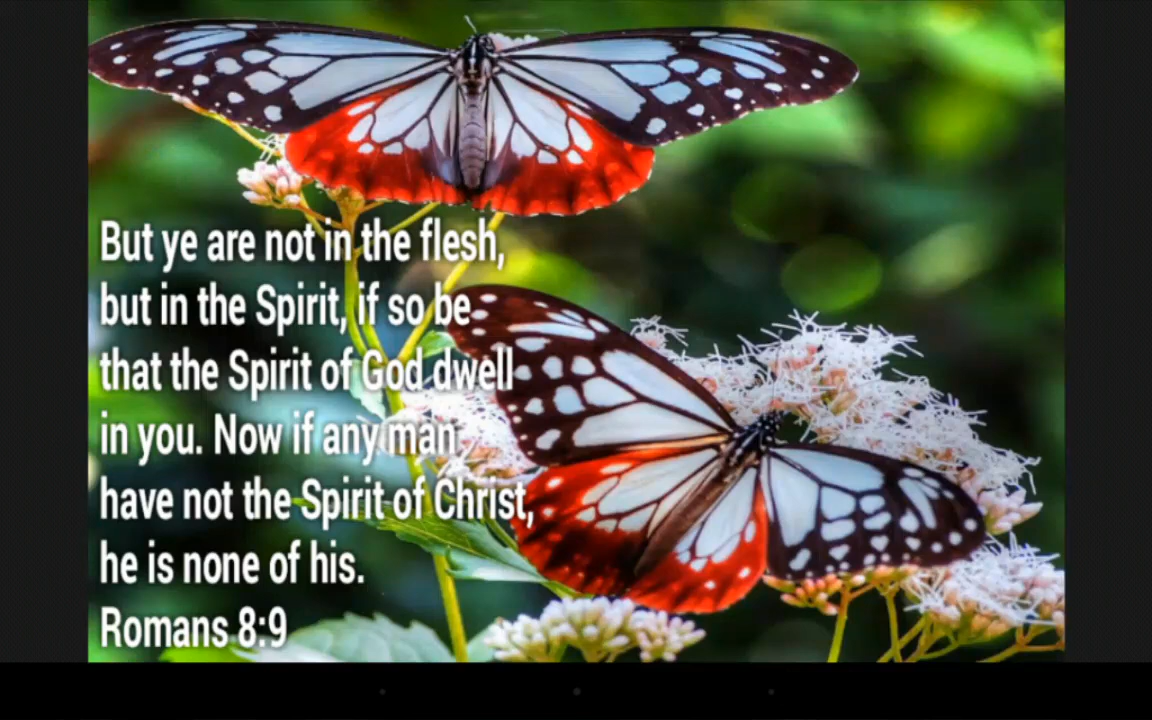 But ye are not in the flesh,
but in the Spirit, if so be
that the Spirit of God dwell
in you. Now if any man
have not the Spirit of Christ,
he is none of his.
Romans 8:9